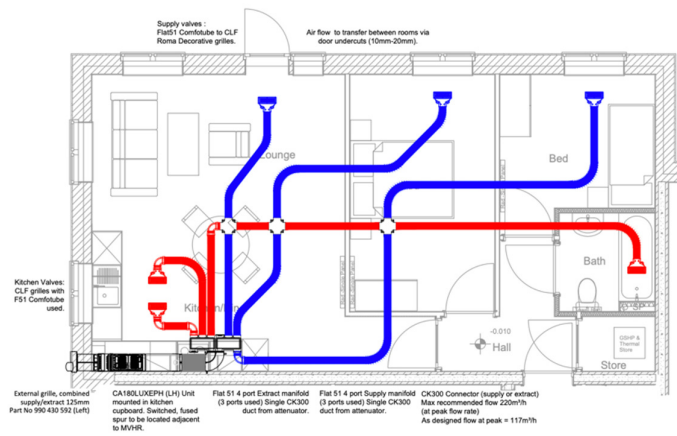 Supply valves :
Flat51 Comfotube to CLF
Roma Decorative grilles.
Air flow to transfer between rooms via
door undercuts (10mm-20mm).
Lounge
Bed
Bath
Kitchen Valves:
CLF grilles with
F51 Comfotube
used.
-0.010
Hall
GSHP &
Thermal
Store
Store
External grille, combined
supply/extract 125mm
Part No 990 430 592 (Left)
CA180LUXEPH (LH) Unit
mounted in kitchen
cupboard. Switched, fused
spur to be located adjacent
to MVHR.
Flat 51 4 port Extract manifold
(3 ports used) Single CK300
duct from attenuator.
Flat 51 4 port Supply manifold
(3 ports used) Single CK300
duct from attenuator.
CK300 Connector (supply or extract)
Max recommended flow 220m³/h
(at peak flow rate)
As designed flow at peak = 117m³/h